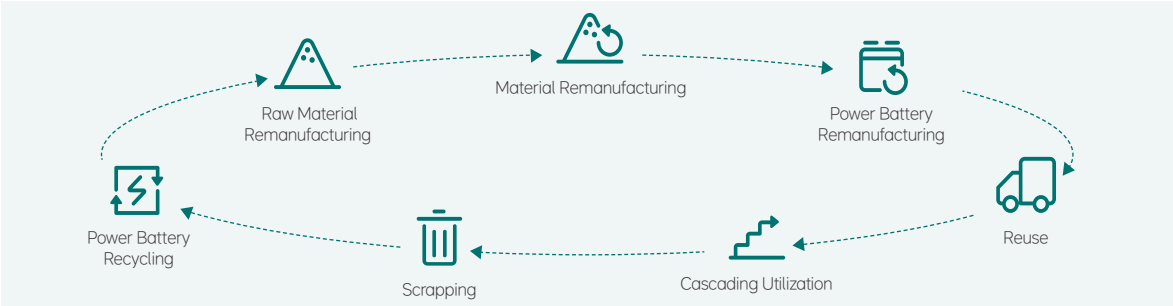 Raw Material
Remanufacturing
Material Remanufacturing
Power Battery
Remanufacturing
Reuse
Cascading Utilization
Scrapping
Power Battery
Recycling